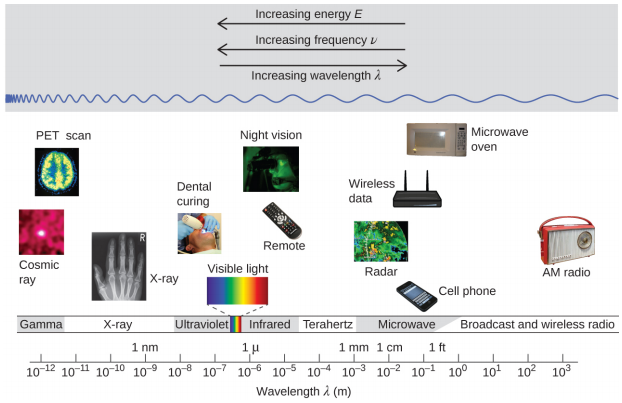 Increasing energy E
Increasing frequency ν
Increasing wavelength λ
PET scan
Night vision
Microwave
oven
Dental
curing
Wireless
data
Remote
R
Cosmic
ray
X-ray
Visible light
Radar
AM radio
Cell phone
Gamma X-ray Ultraviolet Infrared Terahertz Microwave Broadcast and wireless radio
1 nm 1 μ 1 mm 1 cm 1 ft
10⁻¹² 10⁻¹¹ 10⁻¹⁰ 10⁻⁹ 10⁻⁸ 10⁻⁷ 10⁻⁶ 10⁻⁵ 10⁻⁴ 10⁻³ 10⁻² 10⁻¹ 10⁰ 10¹ 10² 10³
Wavelength λ (m)